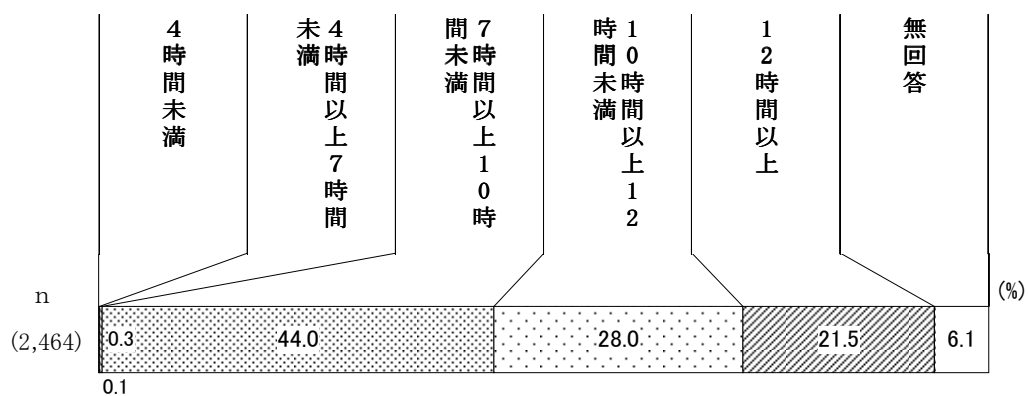 4時間未満
4時間以上7時間
未満
7時間以上10時
間未満
10時間以上12
時間未満
12時間以上
無回答
(%)
n
(2,464)
0.3
44.0
28.0
21.5
6.1
0.1